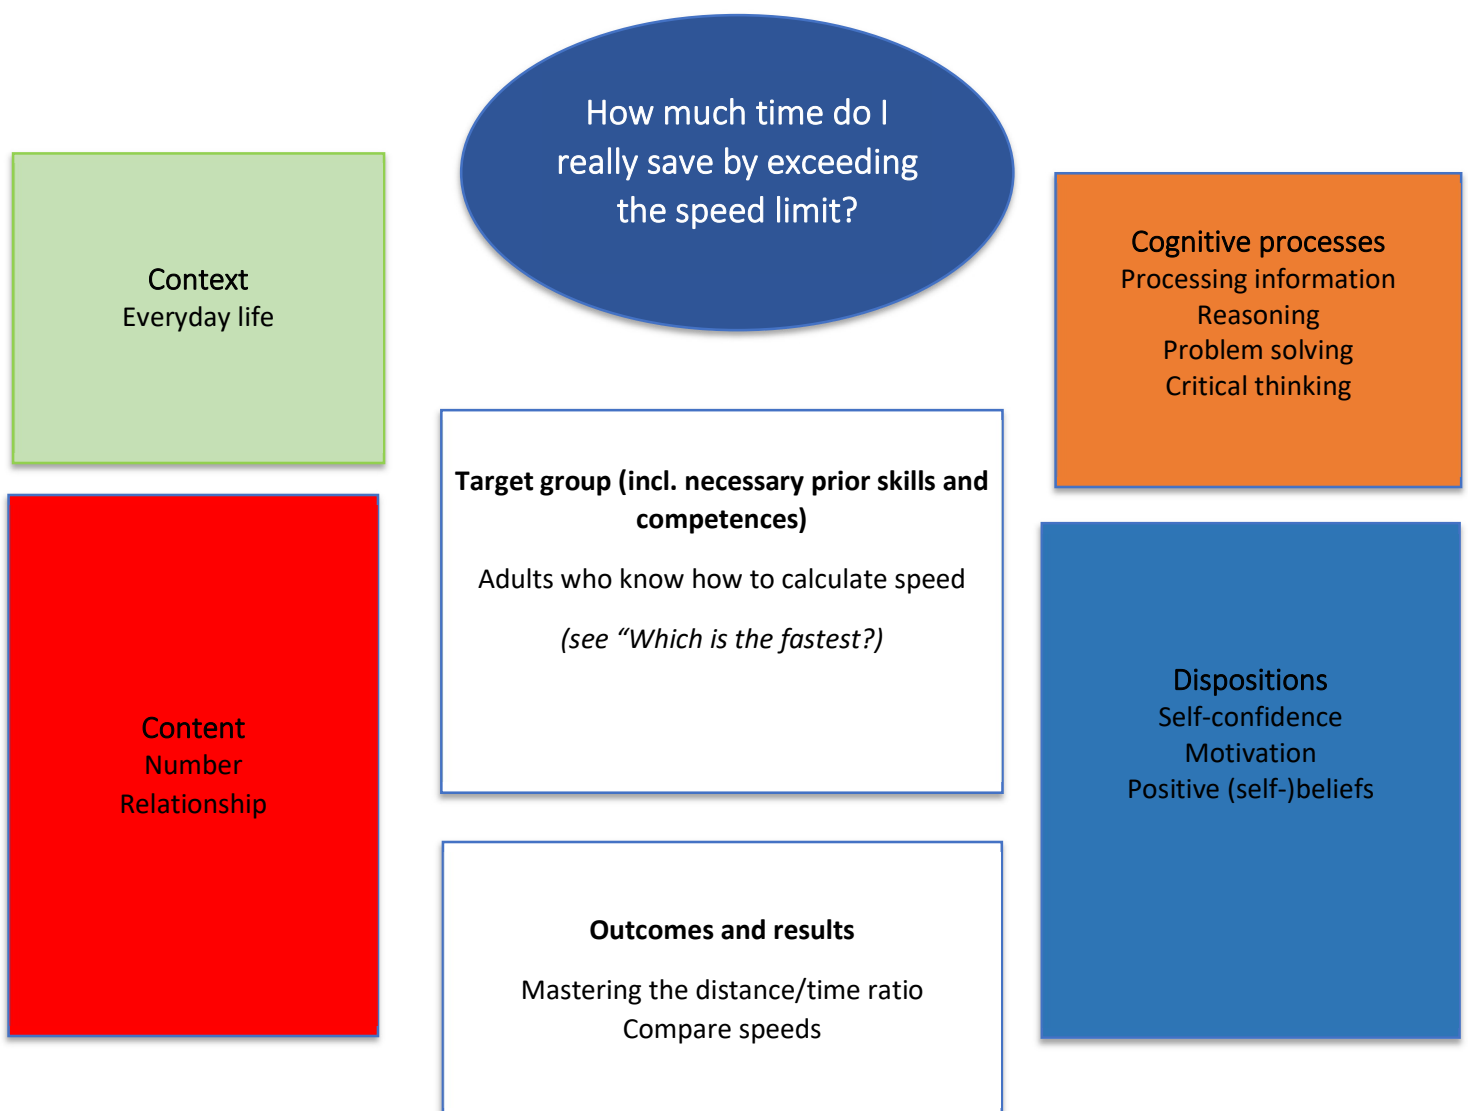 How much time do I
really save by exceeding
the speed limit?
Context
Everyday life
Cognitive processes
Processing information
Reasoning
Problem solving
Critical thinking
Target group (incl. necessary prior skills and
competences)
Adults who know how to calculate speed
(see “Which is the fastest?)
Content
Number
Relationship
Dispositions
Self-confidence
Motivation
Positive (self-)beliefs
Outcomes and results
Mastering the distance/time ratio
Compare speeds